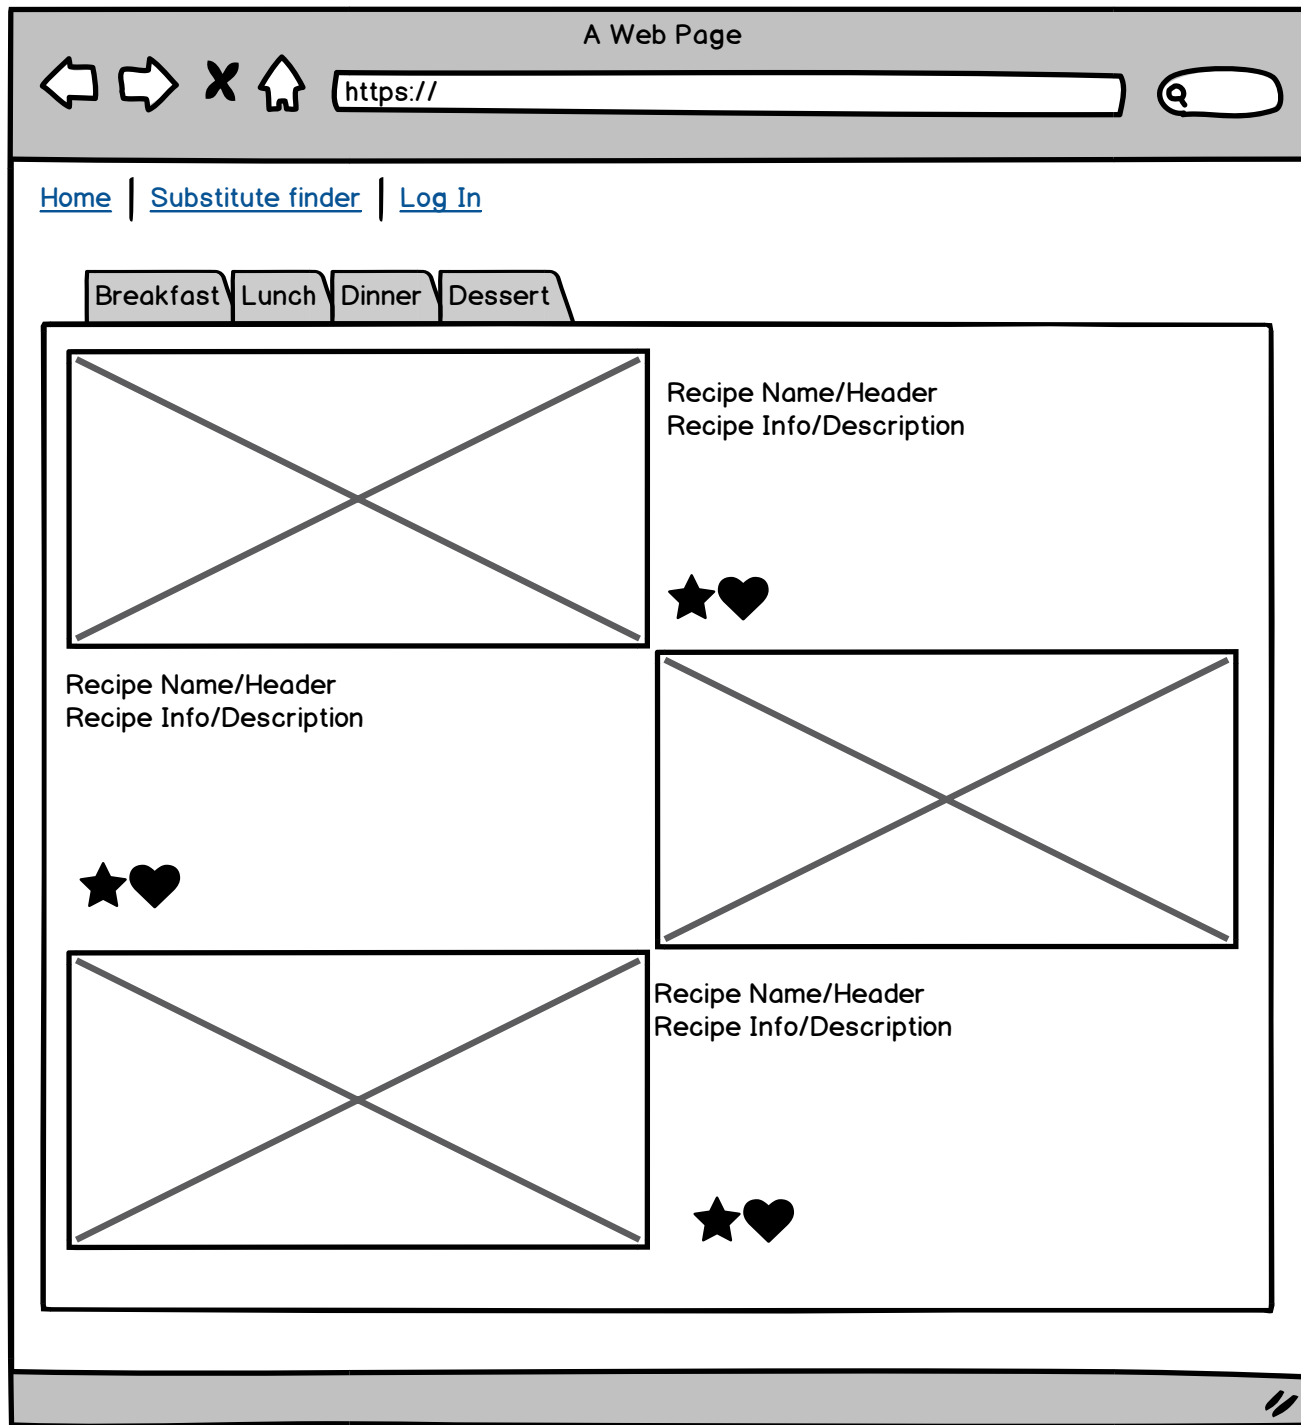 A Web Page
https://
Home Substitute finder Log In
Breakfast Lunch Dinner Dessert
Recipe Name/Header
Recipe Info/Description
Recipe Name/Header
Recipe Info/Description
Recipe Name/Header
Recipe Info/Description